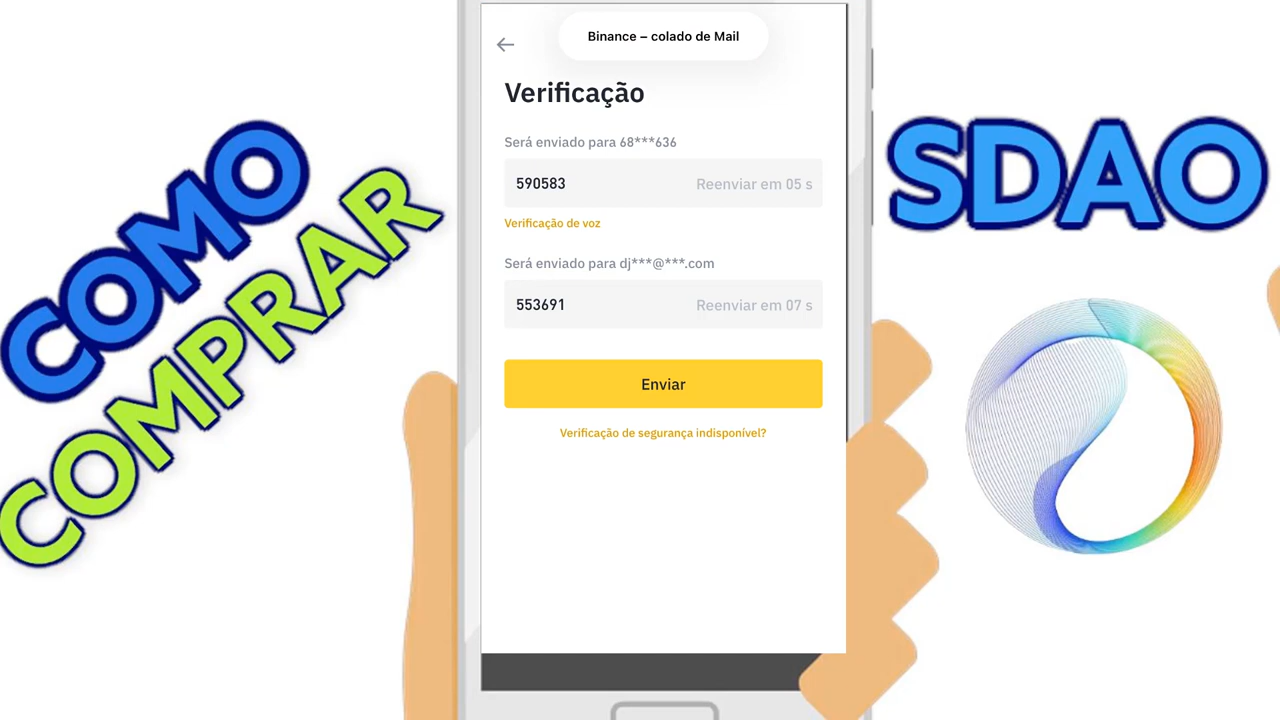 COMO
COMPRAR
Binance – colado de Mail
Verificação
Será enviado para 68***636
590583 Reenviar em 05 s
Verificação de voz
Será enviado para dj***@***.com
553691 Reenviar em 07 s
Enviar
Verificação de segurança indisponível?
SDAO